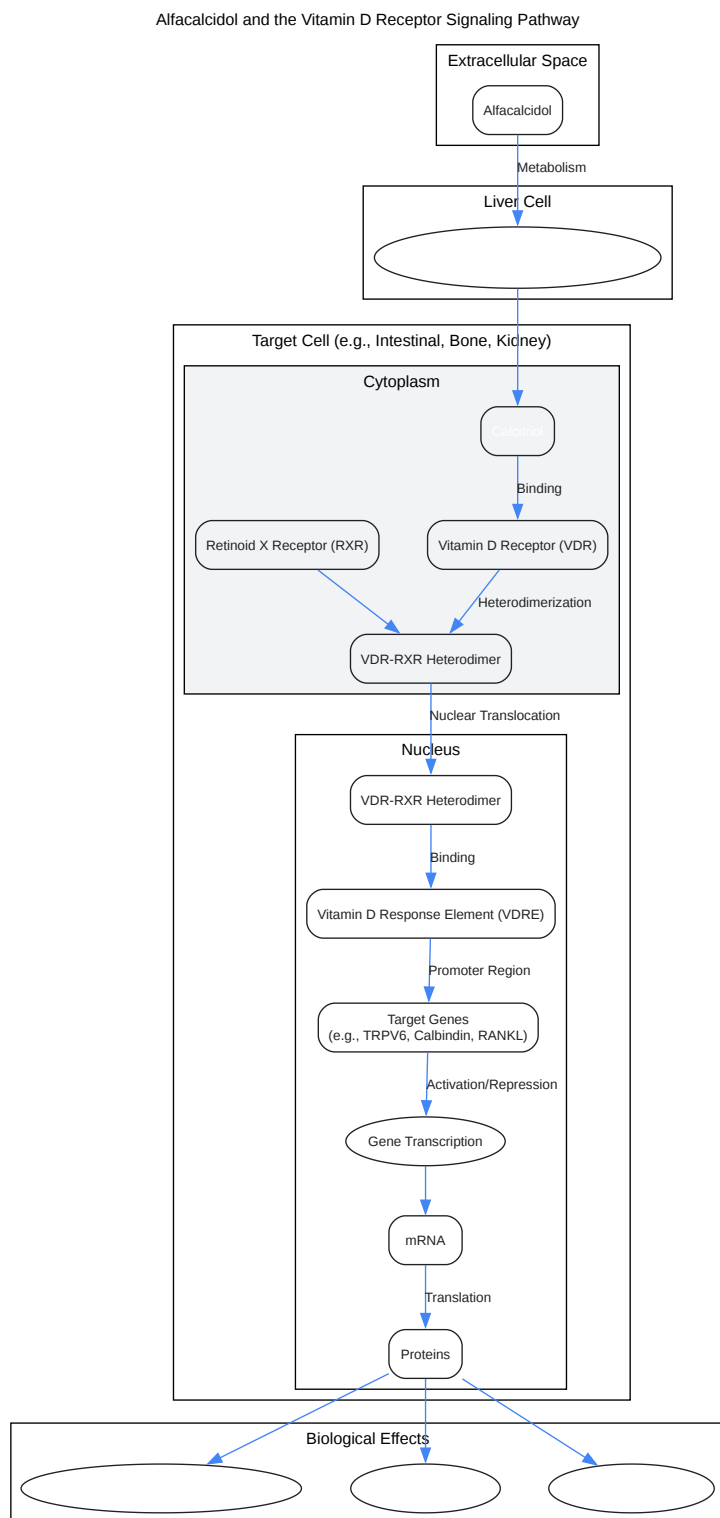 Alfacalcidol and the Vitamin D Receptor Signaling Pathway
Extracellular Space
Alfacalcidol
Metabolism
Liver Cell
Target Cell (e.g., Intestinal, Bone, Kidney)
Cytoplasm
Calcitriol
Binding
Retinoid X Receptor (RXR)
Vitamin D Receptor (VDR)
Heterodimerization
VDR-RXR Heterodimer
Nuclear Translocation
Nucleus
VDR-RXR Heterodimer
Binding
Vitamin D Response Element (VDRE)
Promoter Region
Target Genes
(e.g., TRPV6, Calbindin, RANKL)
Activation/Repression
Gene Transcription
mRNA
Translation
Proteins
Biological Effects